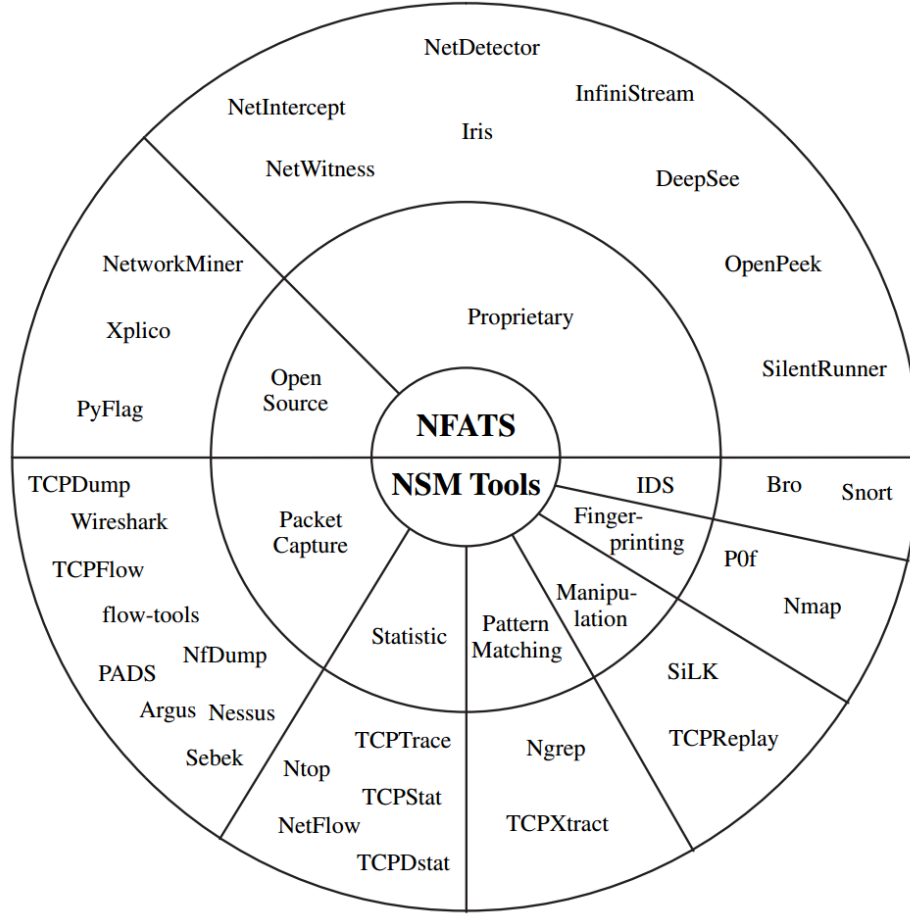 NetDetector
InfiniStream
NetIntercept
Iris
NetWitness
DeepSee
NetworkMiner
OpenPeek
Proprietary
Xplico
SilentRunner
Open
Source
PyFlag
NFATS
NSM Tools
TCPDump
IDS
Bro
Snort
Wireshark
Packet
Capture
Finger-
printing
P0f
TCPFlow
Nmap
flow-tools
Manipu-
lation
Statistic
Pattern
Matching
NfDump
PADS
SiLK
Argus
Nessus
TCPTrace
TCPReplay
Sebek
Ntop
Ngrep
TCPStat
NetFlow
TCPXtract
TCPDstat